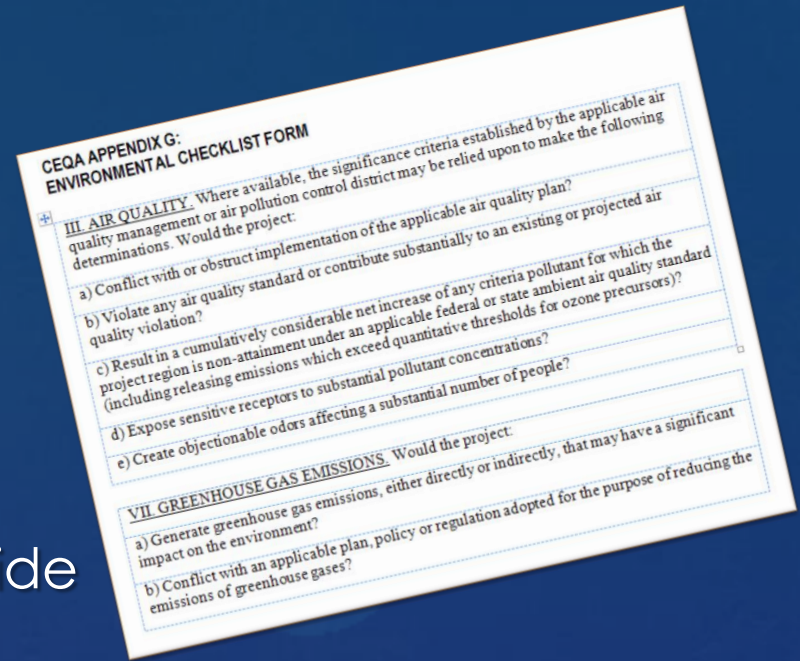 CEQA APPENDIX G:
ENVIRONMENTAL CHECKLIST FORM
III. AIR QUALITY. Where available, the significance criteria established by the applicable air
quality management or air pollution control district may be relied upon to make the following
determinations. Would the project:
a) Conflict with or obstruct implementation of the applicable air quality plan?
b) Violate any air quality standard or contribute substantially to an existing or projected air
quality violation?
c) Result in a cumulatively considerable net increase of any criteria pollutant for which the
project region is non-attainment under an applicable federal or state ambient air quality standard
(including releasing emissions which exceed quantitative thresholds for ozone precursors)?
d) Expose sensitive receptors to substantial pollutant concentrations?
e) Create objectionable odors affecting a substantial number of people?
VII. GREENHOUSE GAS EMISSIONS. Would the project:
a) Generate greenhouse gas emissions, either directly or indirectly, that may have a significant
impact on the environment?
b) Conflict with an applicable plan, policy or regulation adopted for the purpose of reducing the
emissions of greenhouse gases?
ide